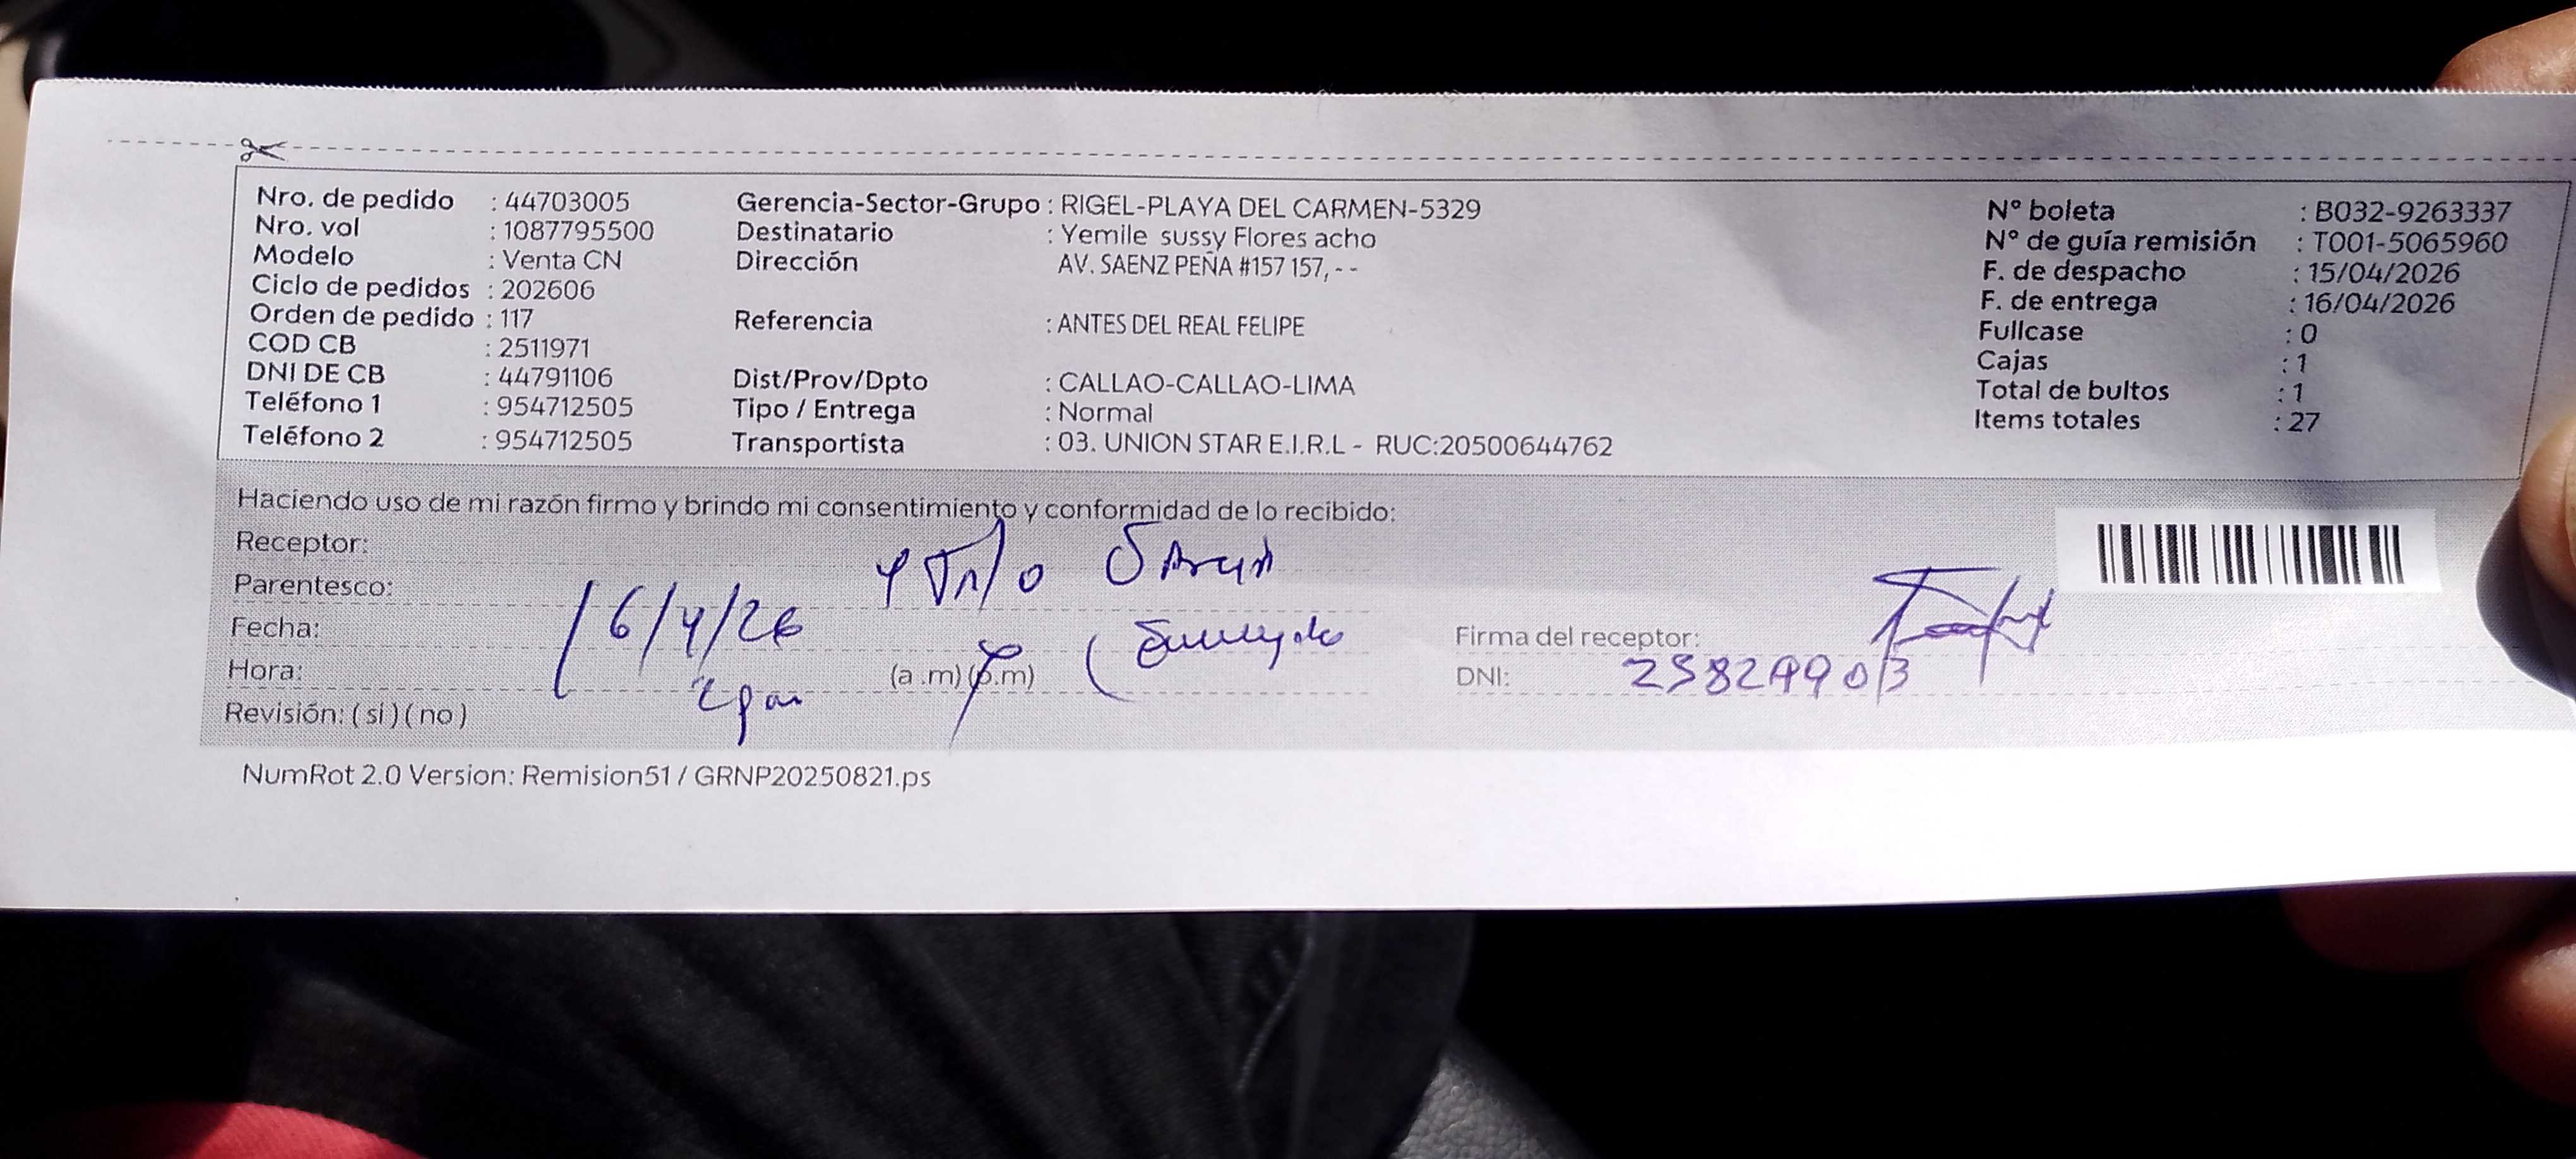 Nro. de pedido : 44703005
Nro. vol : 1087795500
Modelo : Venta CN
Ciclo de pedidos : 202606
Orden de pedido : 117
COD CB : 2511971
DNI DE CB : 44791106
Teléfono 1 : 954712505
Teléfono 2 : 954712505
Gerencia-Sector-Grupo : RIGEL-PLAYA DEL CARMEN-5329
Destinatario : Yemile sussy Flores acho
Dirección AV. SAENZ PEÑA #157 157, - -
Referencia : ANTES DEL REAL FELIPE
Dist/Prov/Dpto : CALLAO-CALLAO-LIMA
Tipo / Entrega : Normal
Transportista : 03. UNION STAR E.I.R.L - RUC:20500644762
N° boleta : B032-9263337
N° de guía remisión : T001-5065960
F. de despacho : 15/04/2026
F. de entrega : 16/04/2026
Fullcase : 0
Cajas : 1
Total de bultos : 1
Items totales : 27
Haciendo uso de mi razón firmo y brindo mi consentimiento y conformidad de lo recibido:
Receptor:
Parentesco:
Fecha: 16/4/26
Hora: 2 pm (a .m) (p.m)
Revisión: ( si ) ( no )
Firma del receptor:
DNI:
NumRot 2.0 Version: Remision51 / GRNP20250821.ps